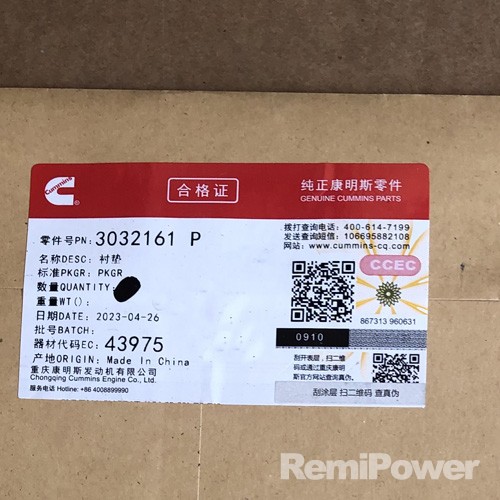 Cummins
合格证
纯正康明斯零件
GENUINE CUMMINS PARTS
零件号PN: 3032161 P
名称DESC: 衬垫
标准PKGR: PKGR
数量QUANTITY:
重量WT():
日期DATE: 2023-04-26
批号BATCH:
器材代码EC: 43975
产地ORIGIN: Made In China
重庆康明斯发动机有限公司
Chongqing Cummins Engine Co., Ltd.
服务电话 Hotline: +86 4008899990
拨打查询电话: 400-614-7199
发送查询短信: 106695882108
网站: www.cummins-cq.com
CCEC
867313 960631
0910
刮开表层, 扫二维
码或通过重庆康明
斯官方网站查询真伪
刮涂层 扫二维码 查真伪
RemiPower